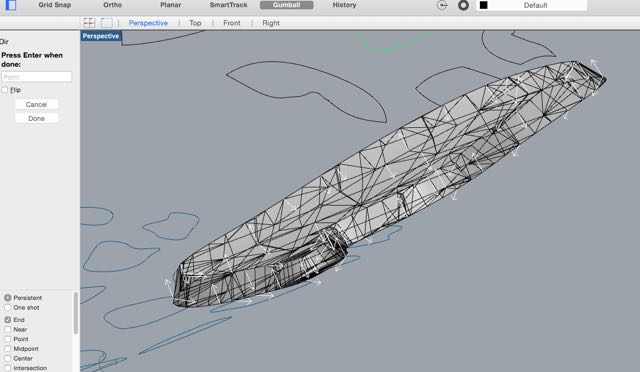 Grid Snap Ortho Planar SmartTrack Gumball History Default
Perspective Top Front Right
Perspective
Dir
Press Enter when
done:
Point
Flip
Cancel
Done
Persistent
One shot
End
Near
Point
Midpoint
Center
Intersection